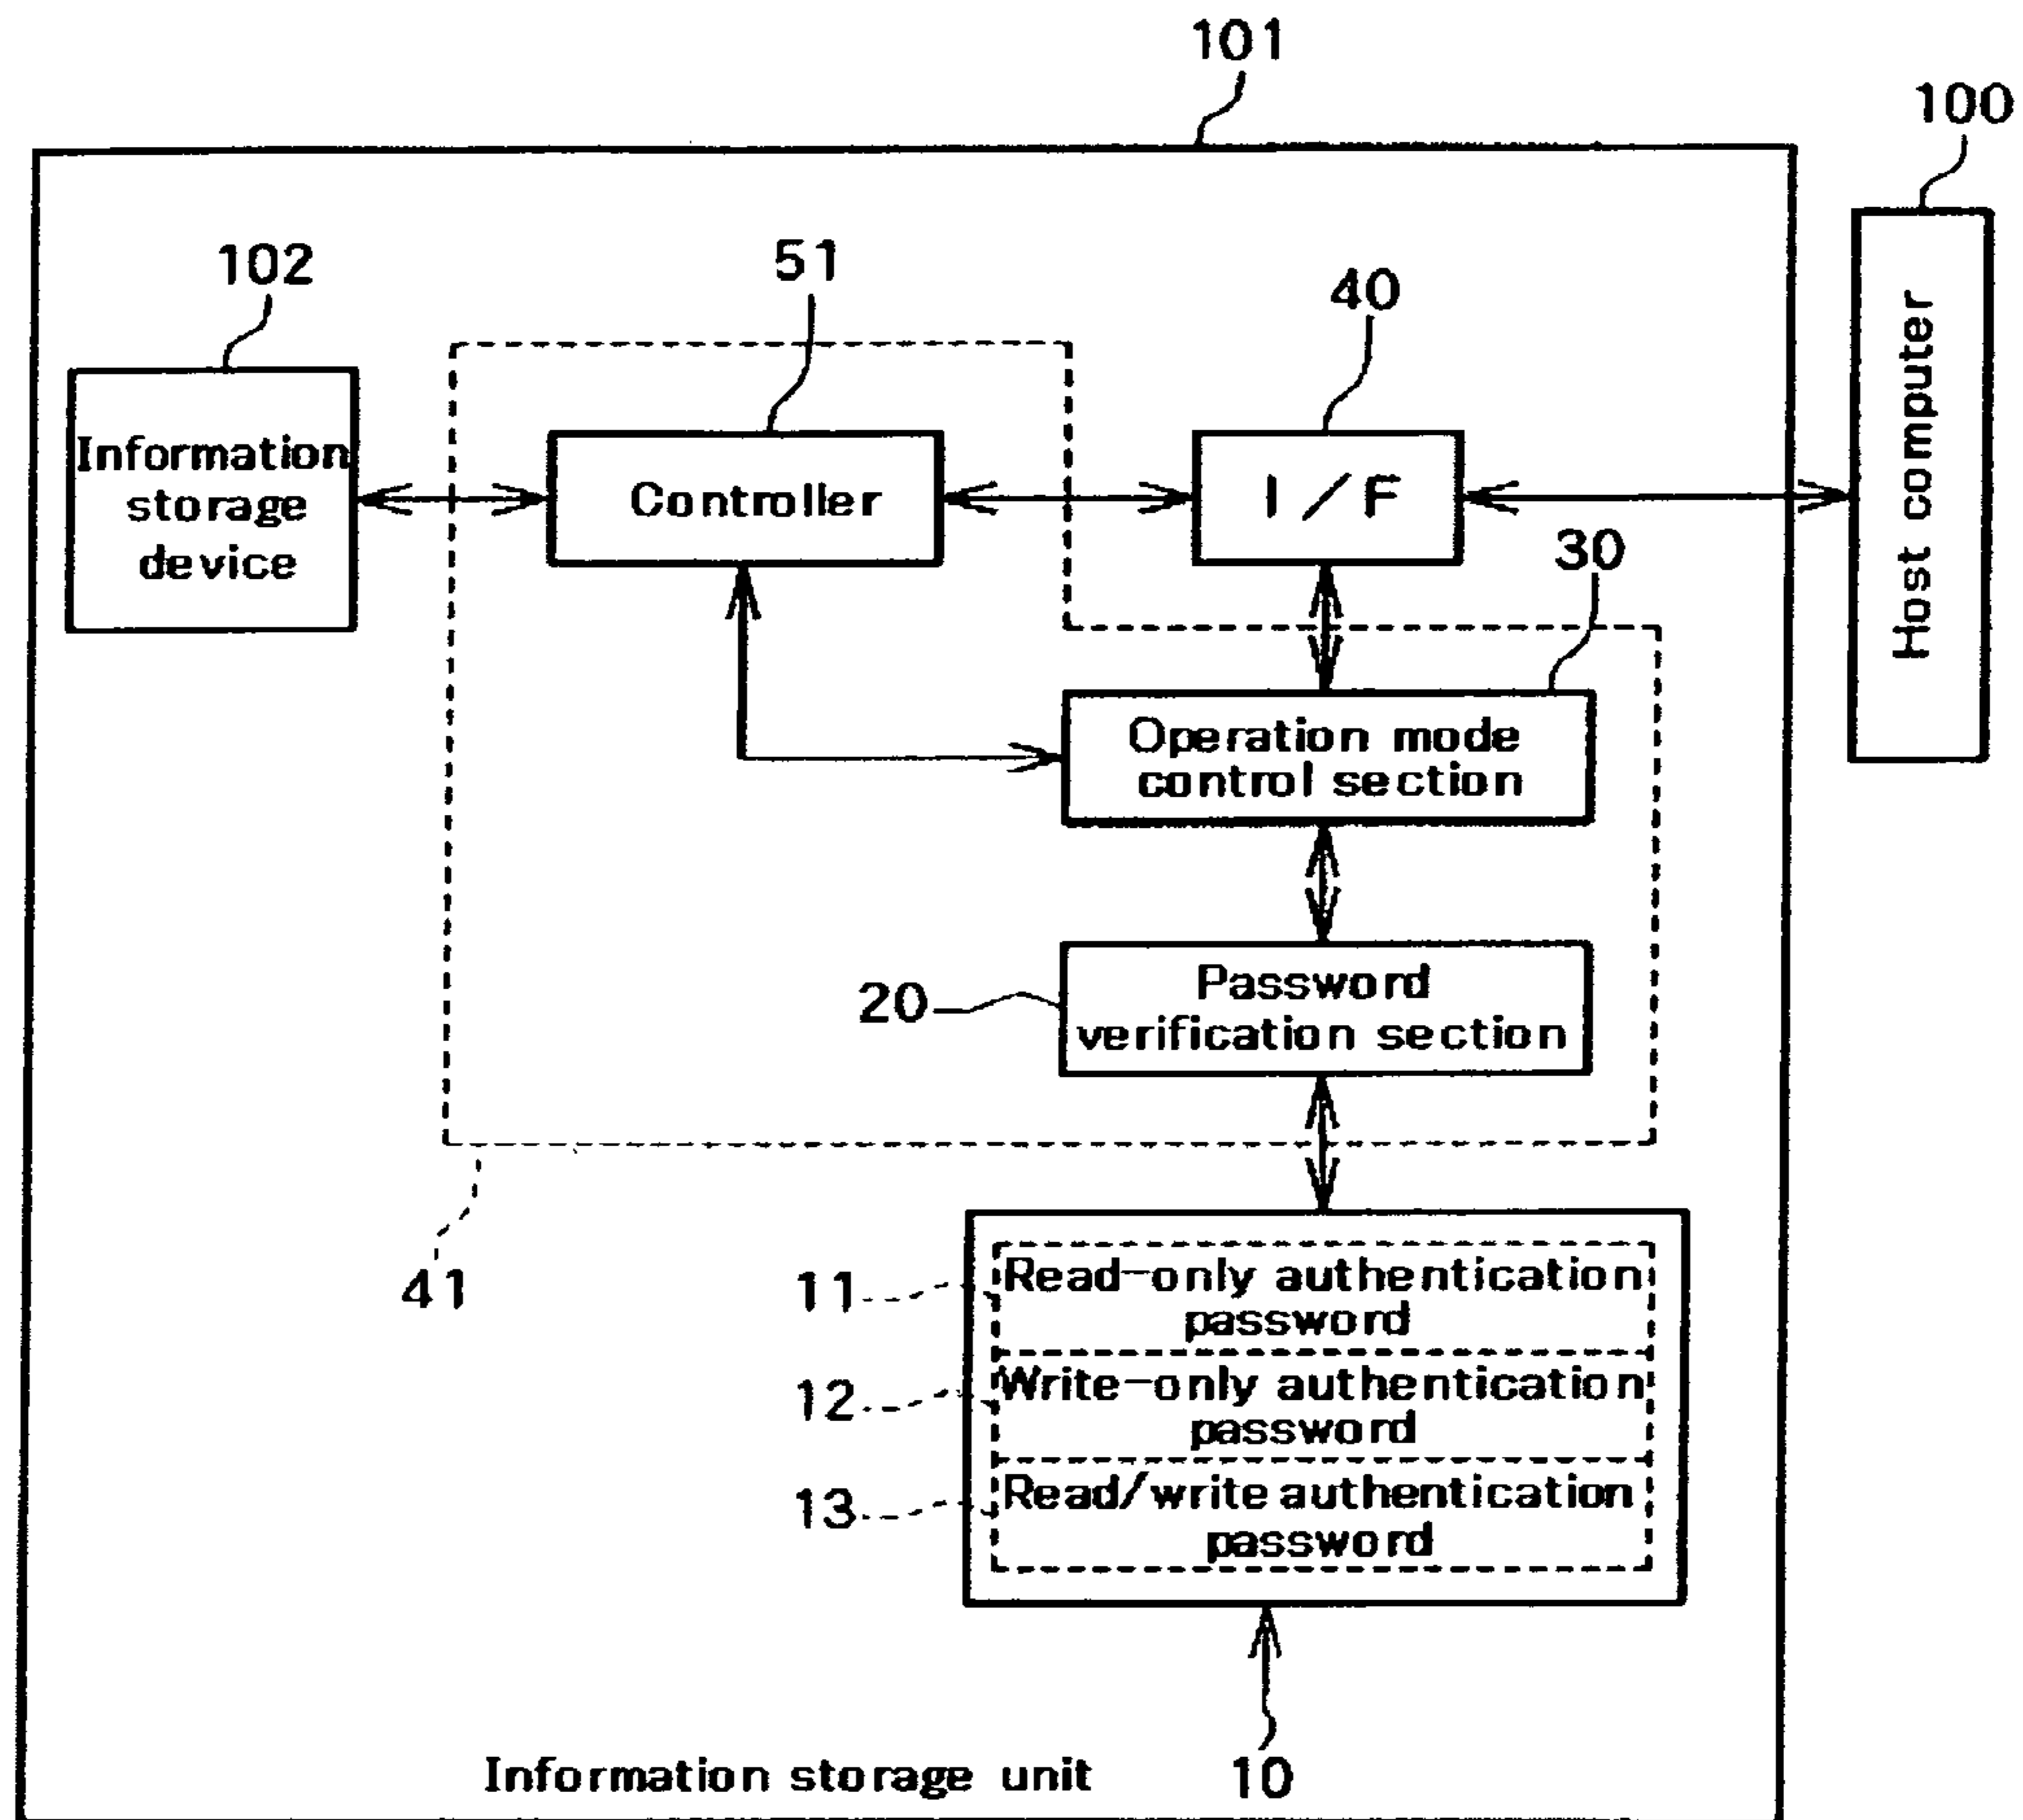 101
100
102
51
40
Information
storage
device
Controller
I/F
Host computer
30
Operation mode
control section
20
Password
verification section
41
11
Read-only authentication
password
12
Write-only authentication
password
13
Read/write authentication
password
Information storage unit
10